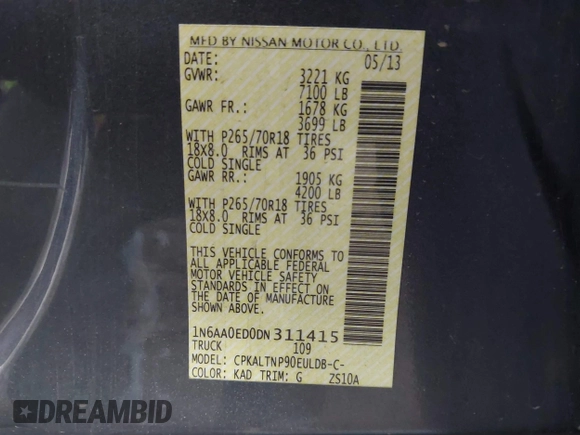 MFD BY NISSAN MOTOR CO., LTD.
DATE: 05/13
GVWR: 3221 KG
7100 LB
GAWR FR.: 1678 KG
3699 LB
WITH P265/70R18 TIRES
18X8.0 RIMS AT 36 PSI
COLD SINGLE
GAWR RR.: 1905 KG
4200 LB
WITH P265/70R18 TIRES
18X8.0 RIMS AT 36 PSI
COLD SINGLE
THIS VEHICLE CONFORMS TO
ALL APPLICABLE FEDERAL
MOTOR VEHICLE SAFETY
STANDARDS IN EFFECT ON
THE DATE OF MANUFACTURE
SHOWN ABOVE.
1N6AA0ED0DN311415
TRUCK 109
MODEL: CPKALTNP90EULDB-C-
COLOR: KAD TRIM: G ZS10A
DREAMBID